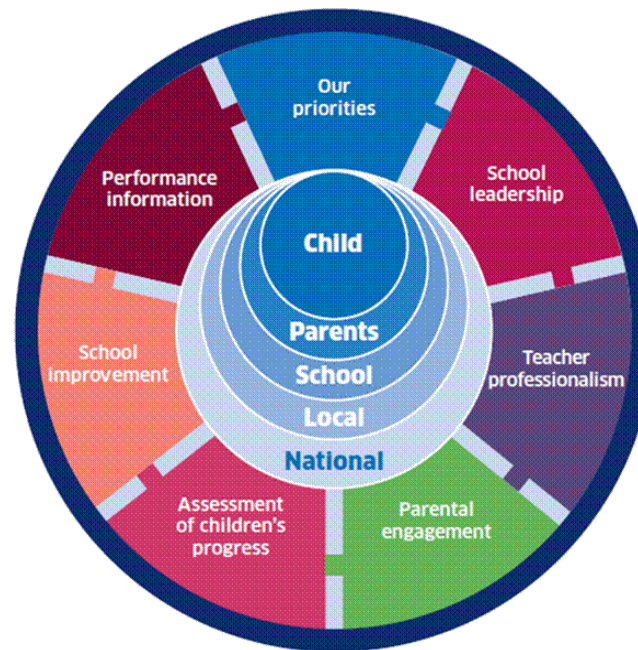 Our
priorities
School
leadership
Teacher
professionalism
Parental
engagement
Assessment
of children's
progress
School
improvement
Performance
information
Child
Parents
School
Local
National